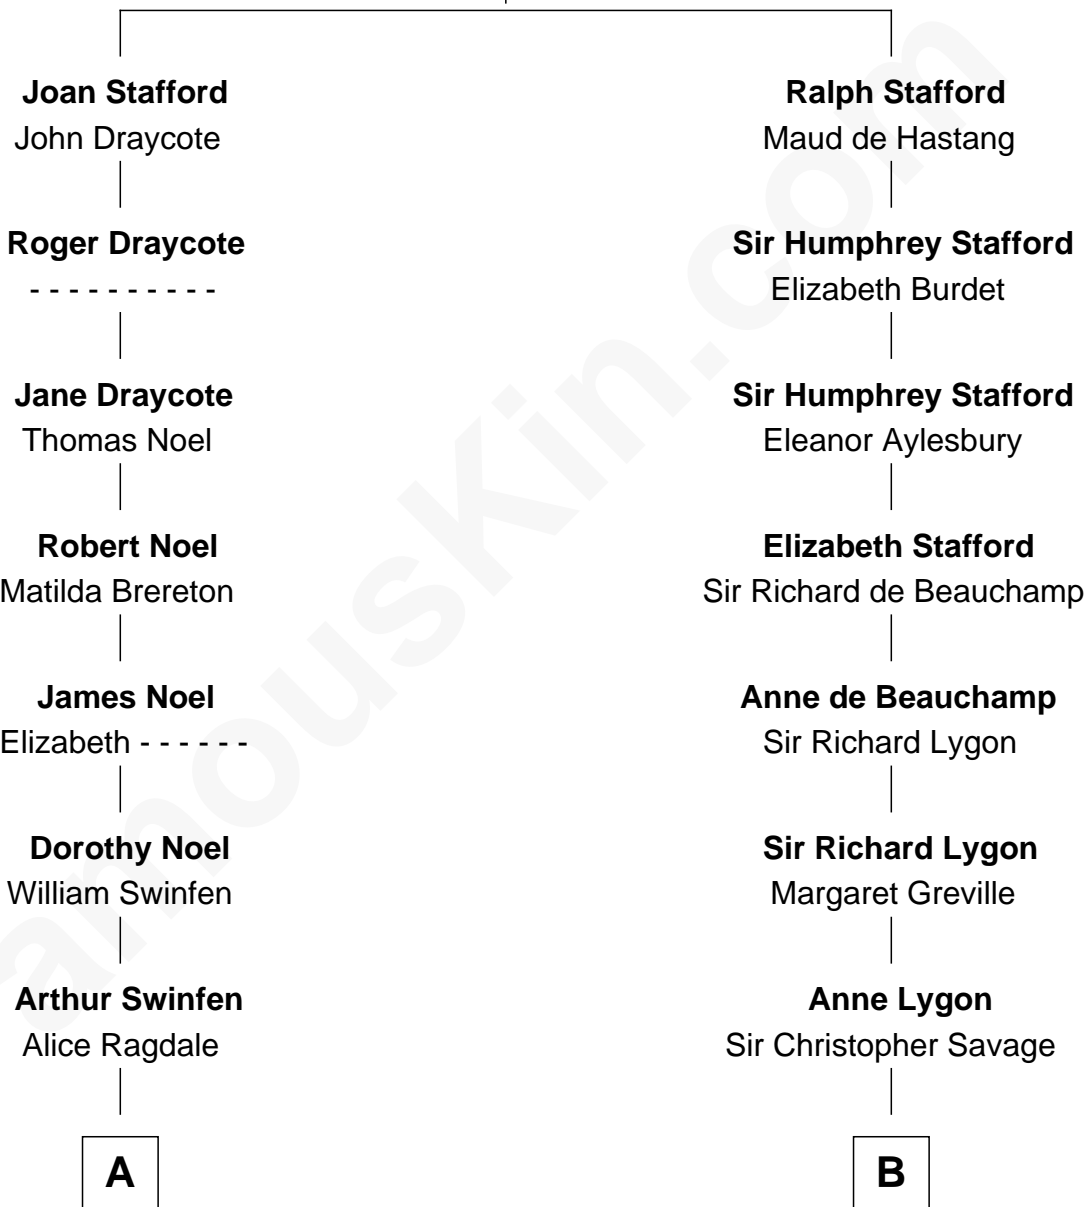 Joan Stafford
John Draycote
Roger Draycote
- - - - - - - - - -
Jane Draycote
Thomas Noel
Robert Noel
Matilda Brereton
James Noel
Elizabeth - - - - - -
Dorothy Noel
William Swinfen
Arthur Swinfen
Alice Ragdale
A
Ralph Stafford
Maud de Hastang
Sir Humphrey Stafford
Elizabeth Burdet
Sir Humphrey Stafford
Eleanor Aylesbury
Elizabeth Stafford
Sir Richard de Beauchamp
Anne de Beauchamp
Sir Richard Lygon
Sir Richard Lygon
Margaret Greville
Anne Lygon
Sir Christopher Savage
B
amousKin.com